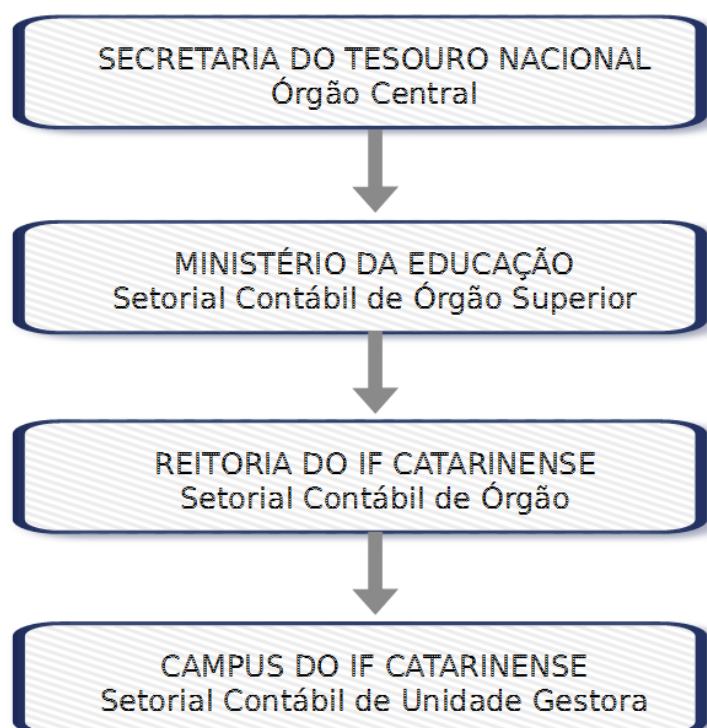 SECRETARIA DO TESOURO NACIONAL
Órgão Central
MINISTÉRIO DA EDUCAÇÃO
Setorial Contábil de Órgão Superior
REITORIA DO IF CATARINENSE
Setorial Contábil de Órgão
CAMPUS DO IF CATARINENSE
Setorial Contábil de Unidade Gestora